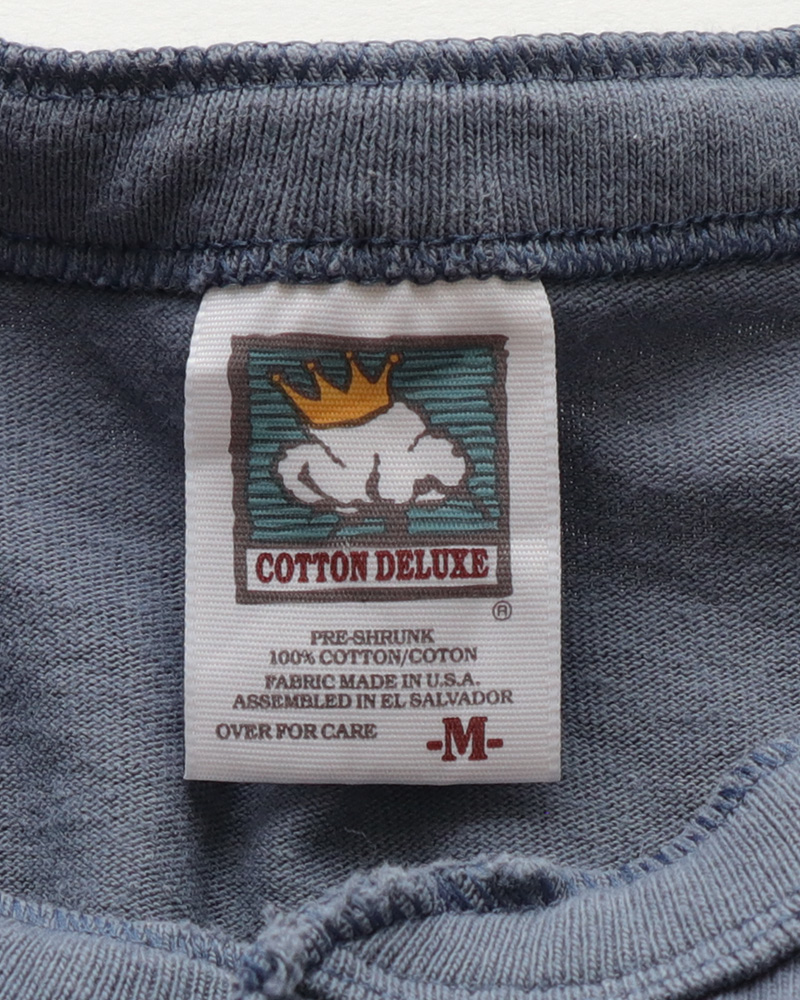 COTTON DELUXE
®
PRE-SHRUNK
100% COTTON/COTON
FABRIC MADE IN U.S.A.
ASSEMBLED IN EL SALVADOR
OVER FOR CARE -M-